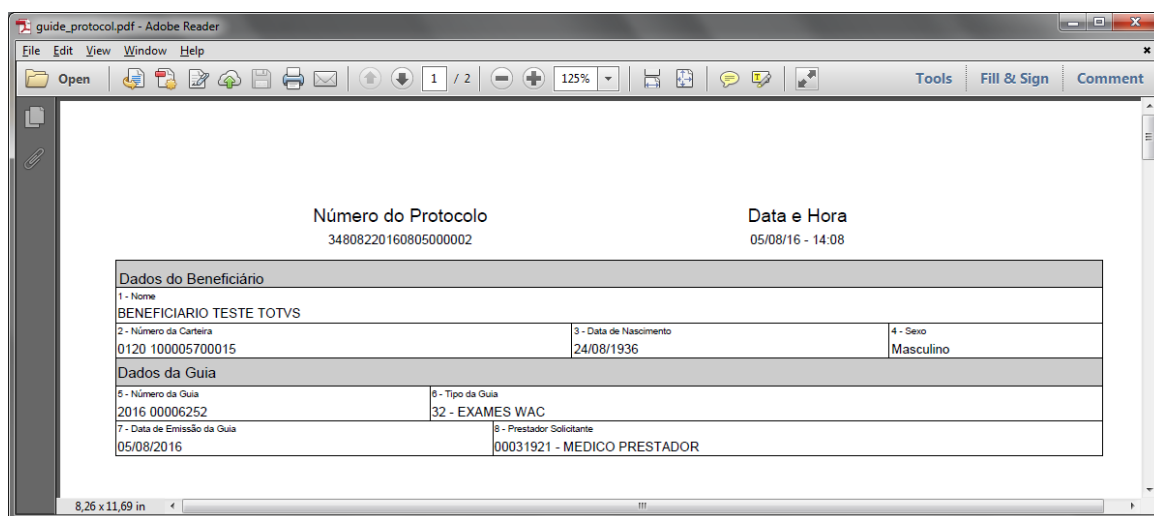 guide_protocol.pdf - Adobe Reader
File Edit View Window Help
Open 1 / 2 125% Tools Fill & Sign Comment
Número do Protocolo Data e Hora
34808220160805000002 05/08/16 - 14:08
Dados do Beneficiário
1 - Nome
BENEFICIARIO TESTE TOTVS
2 - Número da Carteira 3 - Data de Nascimento 4 - Sexo
0120 100005700015 24/08/1936 Masculino
Dados da Guia
5 - Número da Guia 6 - Tipo da Guia
2016 00006252 32 - EXAMES WAC
7 - Data de Emissão da Guia 8 - Prestador Solicitante
05/08/2016 00031921 - MEDICO PRESTADOR
8,26 x 11,69 in